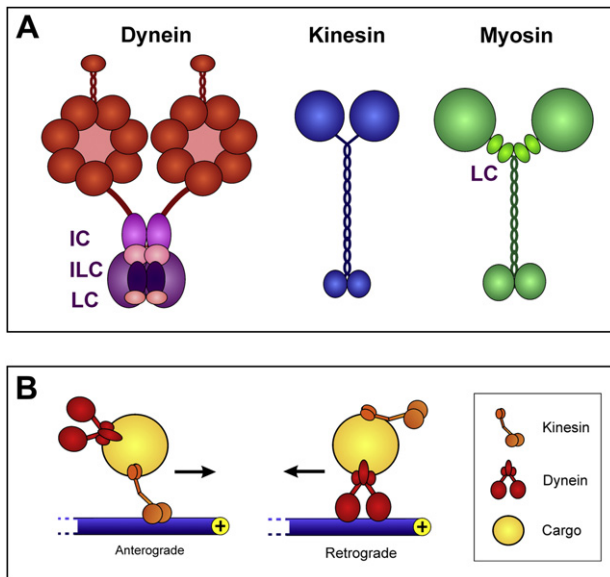 A
Dynein
Kinesin
Myosin
IC
ILC
LC
LC
B
+
Anterograde
+
Retrograde
Kinesin
Dynein
Cargo